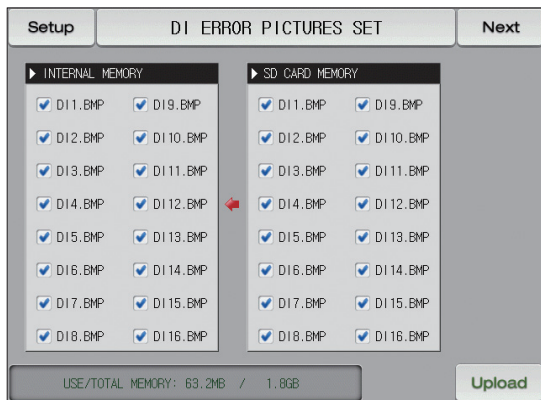 Setup
DI ERROR PICTURES SET
Next
INTERNAL MEMORY
DI1.BMP DI9.BMP
DI2.BMP DI10.BMP
DI3.BMP DI11.BMP
DI4.BMP DI12.BMP
DI5.BMP DI13.BMP
DI6.BMP DI14.BMP
DI7.BMP DI15.BMP
DI8.BMP DI16.BMP
SD CARD MEMORY
DI1.BMP DI9.BMP
DI2.BMP DI10.BMP
DI3.BMP DI11.BMP
DI4.BMP DI12.BMP
DI5.BMP DI13.BMP
DI6.BMP DI14.BMP
DI7.BMP DI15.BMP
DI8.BMP DI16.BMP
USE/TOTAL MEMORY: 63.2MB / 1.8GB
Upload